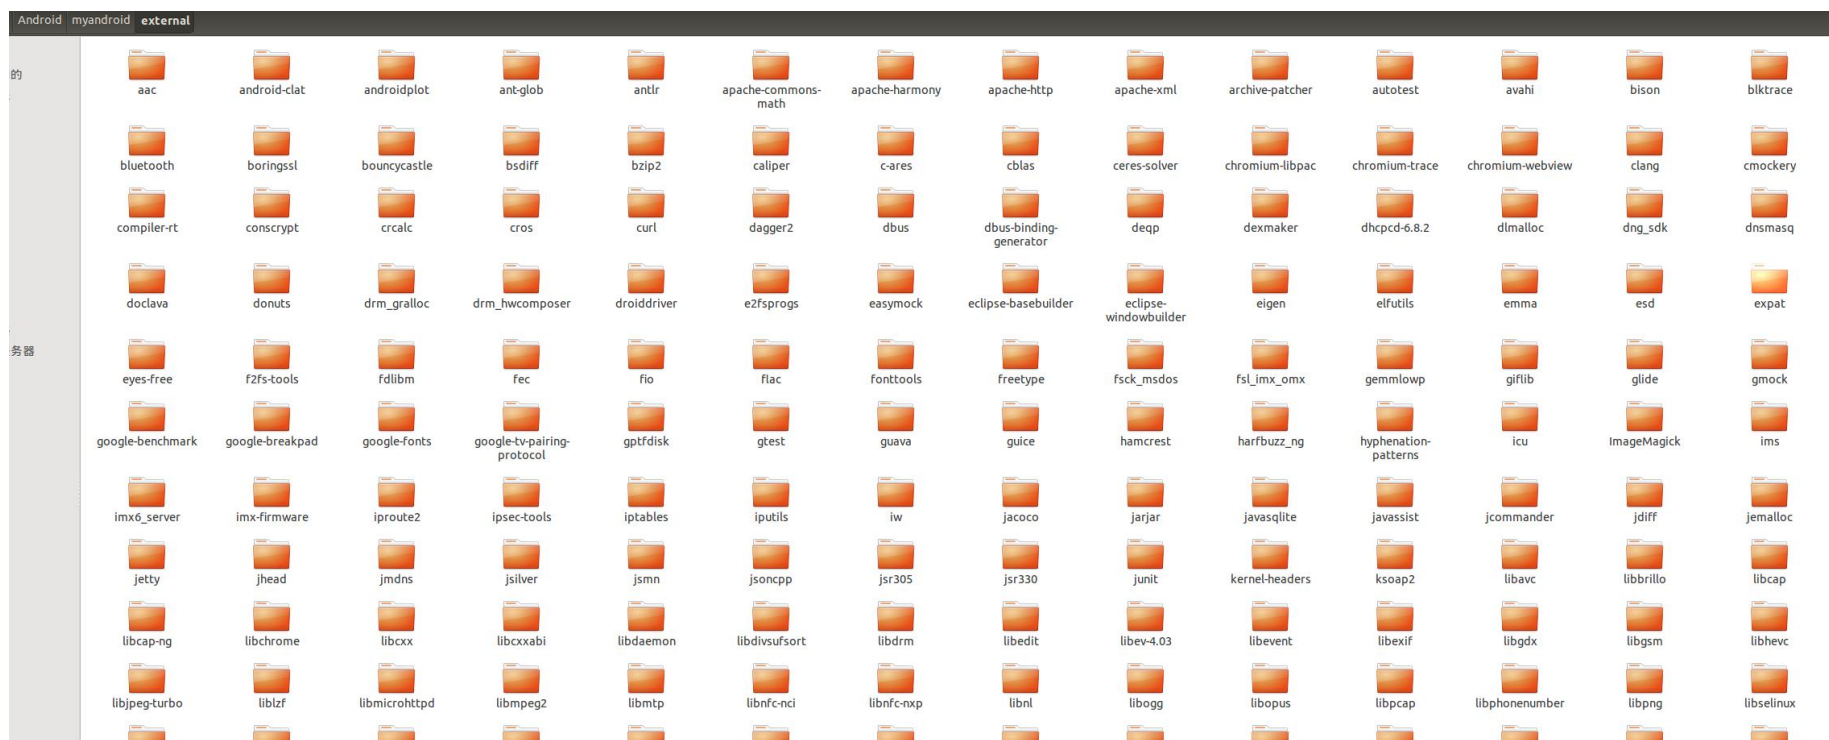 Android myandroid external
的
aac android-clat androidplot ant-glob antlr apache-commons- apache-harmony apache-http apache-xml archive-patcher autotest avahi bison blktrace
math
bluetooth boringssl bouncycastle bsdiff bzip2 caliper c-ares cblas ceres-solver chromium-libpac chromium-trace chromium-webview clang cmockery
compiler-rt conscrypt crcalc cros curl dagger2 dbus dbus-binding- deqp dexmaker dhcpcd-6.8.2 dlmalloc dng_sdk dnsmasq
generator
doclava donuts drm_gralloc drm_hwcomposer droiddriver e2fsprogs easymock eclipse-basebuilder eclipse- eigen elfutils emma esd expat
windowbuilder
务器
eyes-free f2fs-tools fdlibm fec fio flac fonttools freetype fsck_msdos fsl_imx_omx gemmlowp giflib glide gmock
google-benchmark google-breakpad google-fonts google-tv-pairing- gptfdisk gtest guava guice hamcrest harfbuzz_ng hyphenation- icu ImageMagick ims
protocol patterns
imx6_server imx-firmware iproute2 ipsec-tools iptables iputils iw jacoco jarjar javasqlite javassist jcommander jdiff jemalloc
jetty jhead jmdns jsilver jsmn jsoncpp jsr305 jsr330 junit kernel-headers ksoap2 libavc libbrillo libcap
libcap-ng libchrome libcxx libcxxabi libdaemon libdivsufsort libdrm libedit libev-4.03 libevent libexif libgdx libgsm libhevc
libjpeg-turbo liblzf libmicrohttpd libmpeg2 libmtp libnfc-nci libnfc-nxp libnl libogg libopus libpcap libphonenumber libpng libselinux